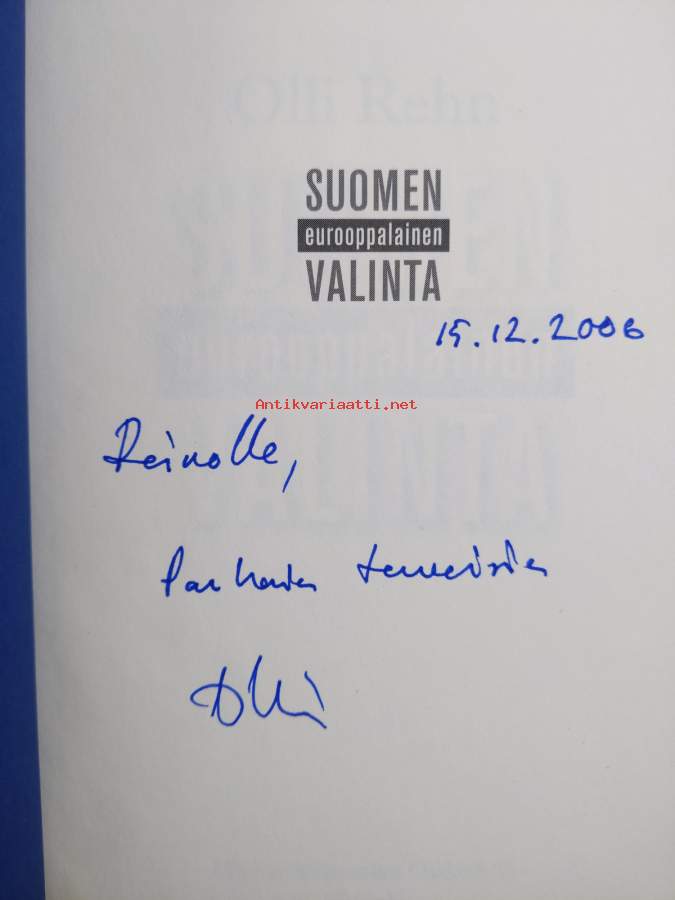 Olli Rehn
SUOMEN
eurooppalainen
VALINTA
15.12.2006
Antikvariaatti.net
Reinolle,
parhain terveisin
Olli